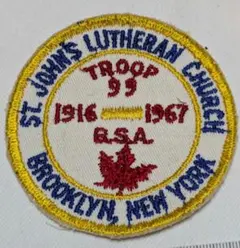 ST. JOHN'S LUTHERAN CHURCH
TROOP
99
1916 1967
B.S.A.
BROOKLYN, NEW YORK